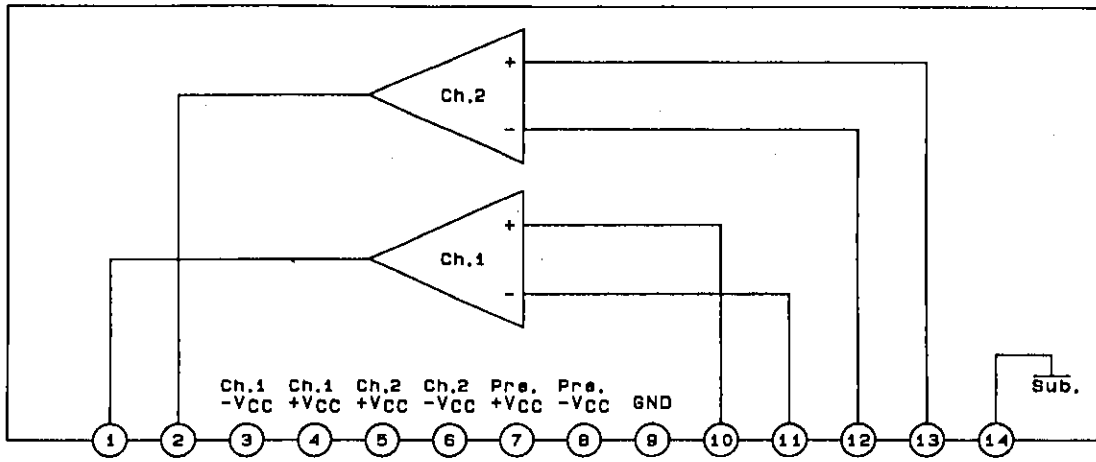 +
Ch.2
-
+
Ch.1
-
Ch.1 Ch.1 Ch.2 Ch.2 Pre. Pre.
-VCC +VCC +VCC -VCC +VCC -VCC GND
Sub.
1 2 3 4 5 6 7 8 9 10 11 12 13 14